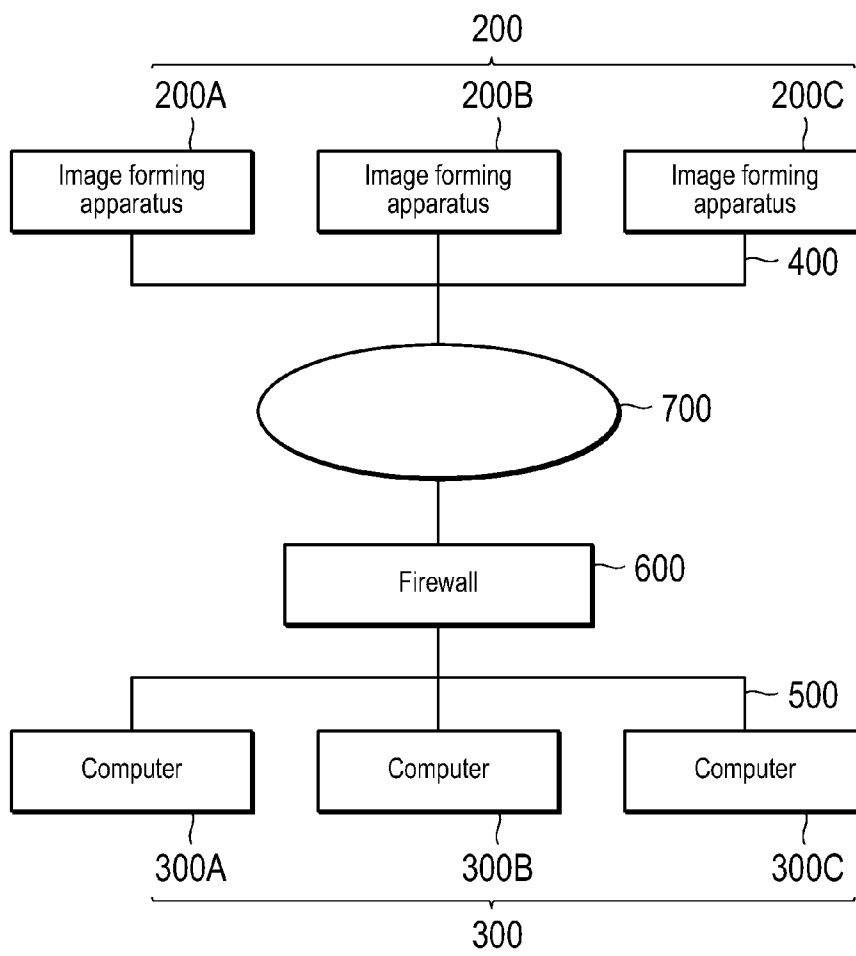 200
200A
200B
200C
Image forming
apparatus
Image forming
apparatus
Image forming
apparatus
400
700
Firewall
600
500
Computer
Computer
Computer
300A
300B
300C
300